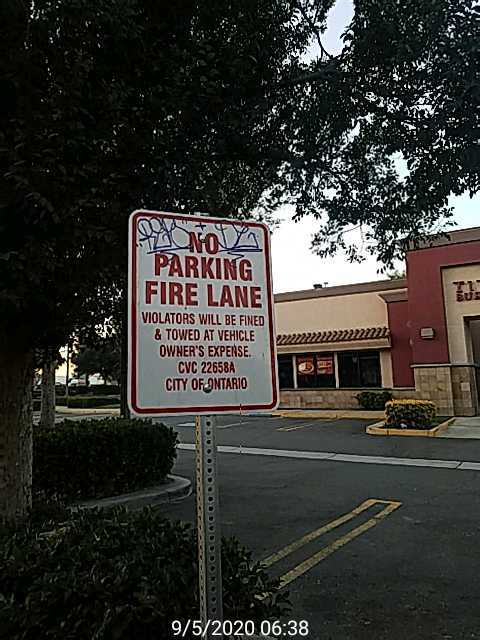 NO
PARKING
FIRE LANE
VIOLATORS WILL BE FINED
& TOWED AT VEHICLE
OWNER'S EXPENSE.
CVC 22658A
CITY OF ONTARIO
9/5/2020 06:38